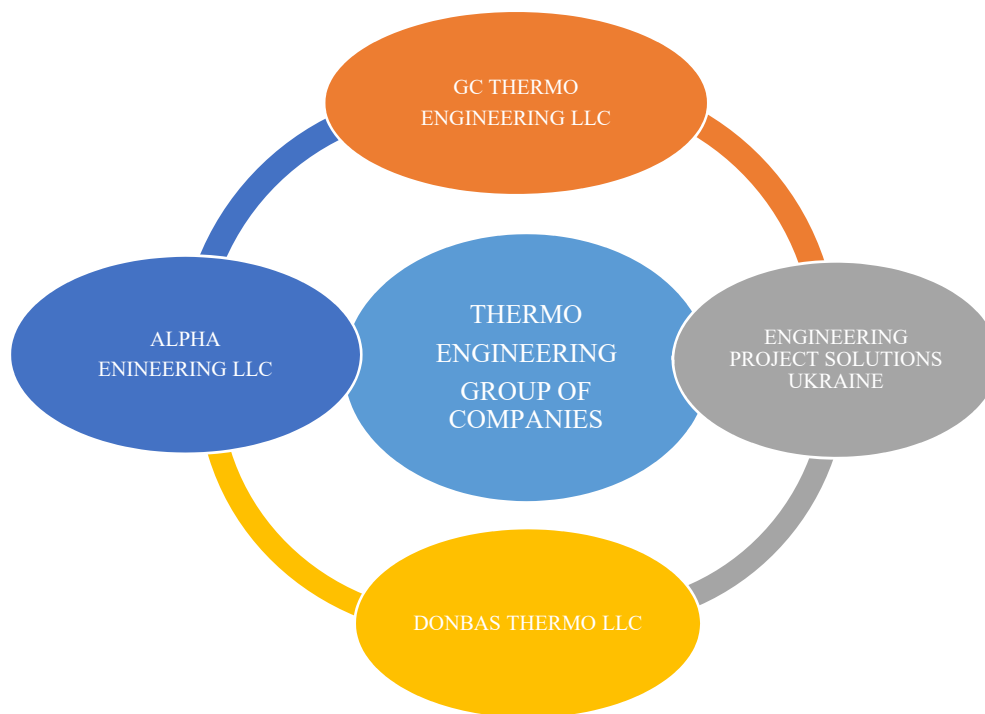 GC THERMO
ENGINEERING LLC
ALPHA
ENINEERING LLC
THERMO
ENGINEERING
GROUP OF
COMPANIES
ENGINEERING
PROJECT SOLUTIONS
UKRAINE
DONBAS THERMO LLC